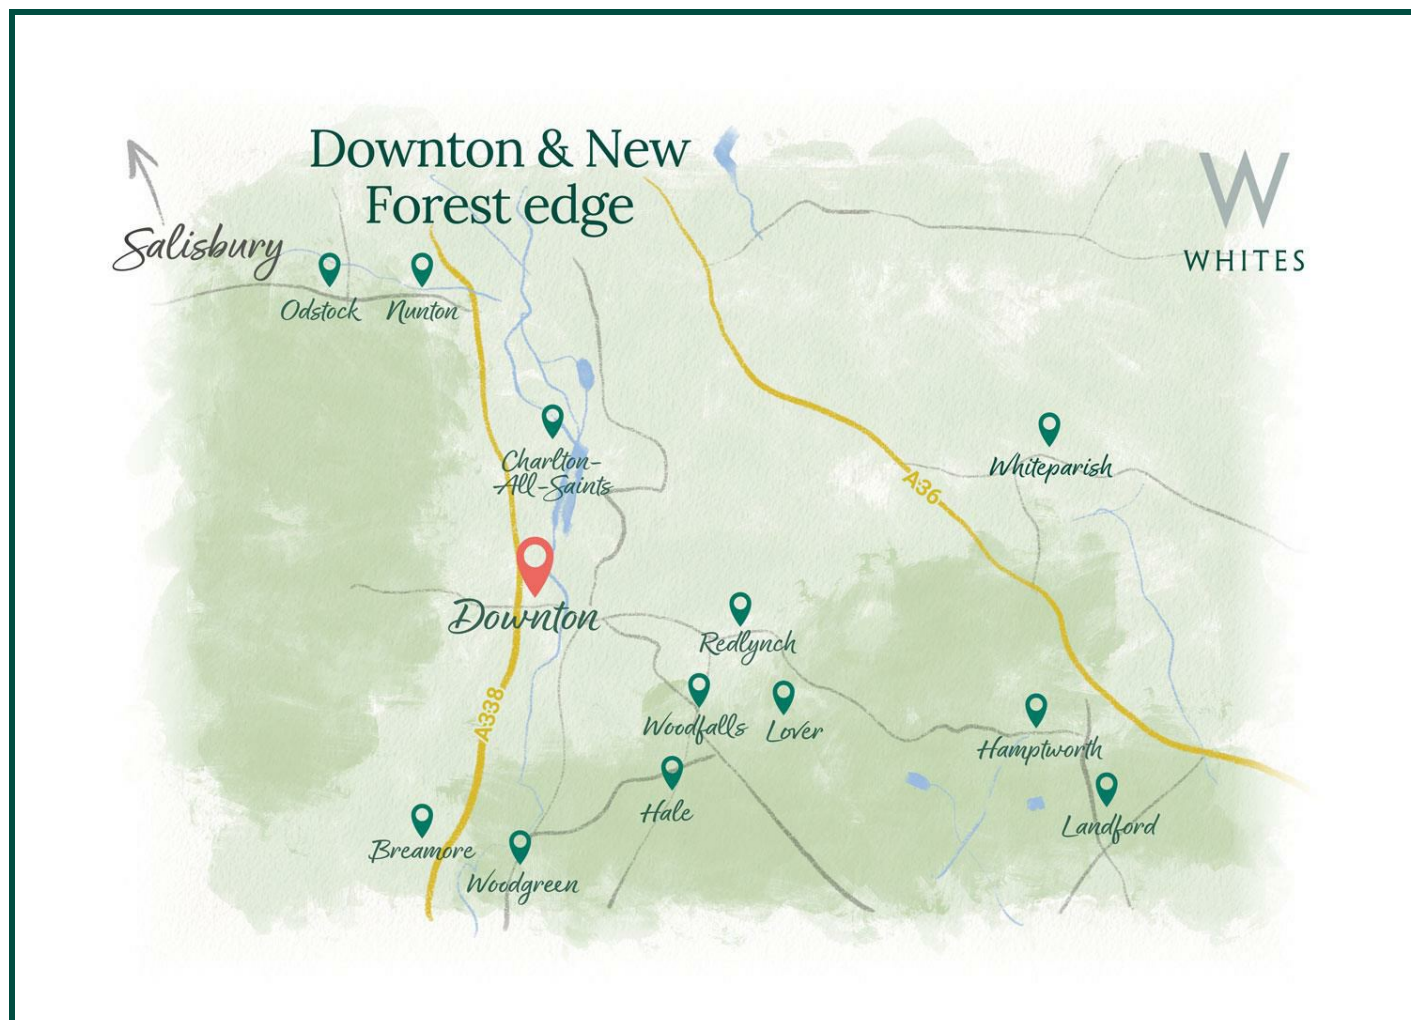 Downton & New
Forest edge
W
WHITES
Salisbury
Odstock
Nunton
Charlton-
All-Saints
Whiteparish
A36
Downton
Redlynch
A338
Woodfalls
Lover
Hamptworth
Hale
Landford
Breamore
Woodgreen